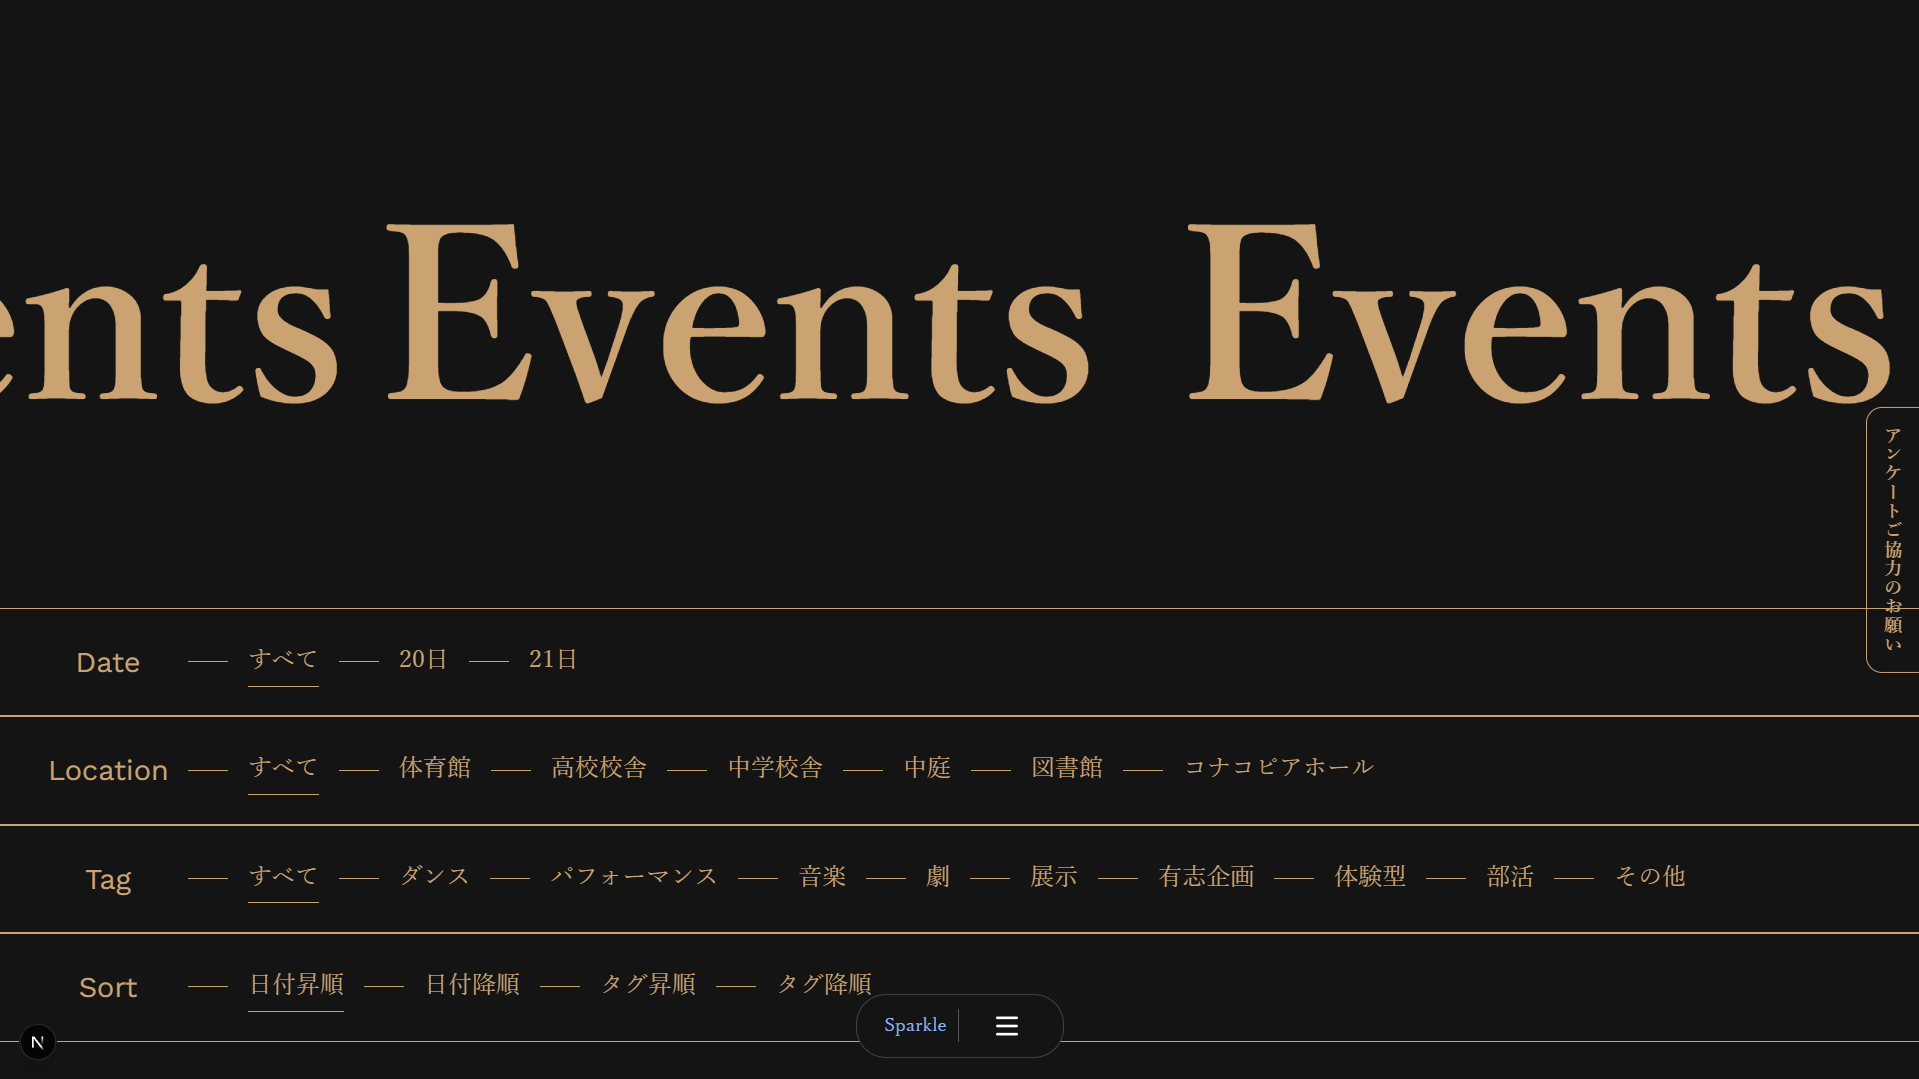 ents Events Events
アンケートご協力のお願い
Date すべて 20日 21日
Location すべて 体育館 高校校舎 中学校舎 中庭 図書館 コナコピアホール
Tag すべて ダンス パフォーマンス 音楽 劇 展示 有志企画 体験型 部活 その他
Sort 日付昇順 日付降順 タグ昇順 タグ降順
Sparkle
N